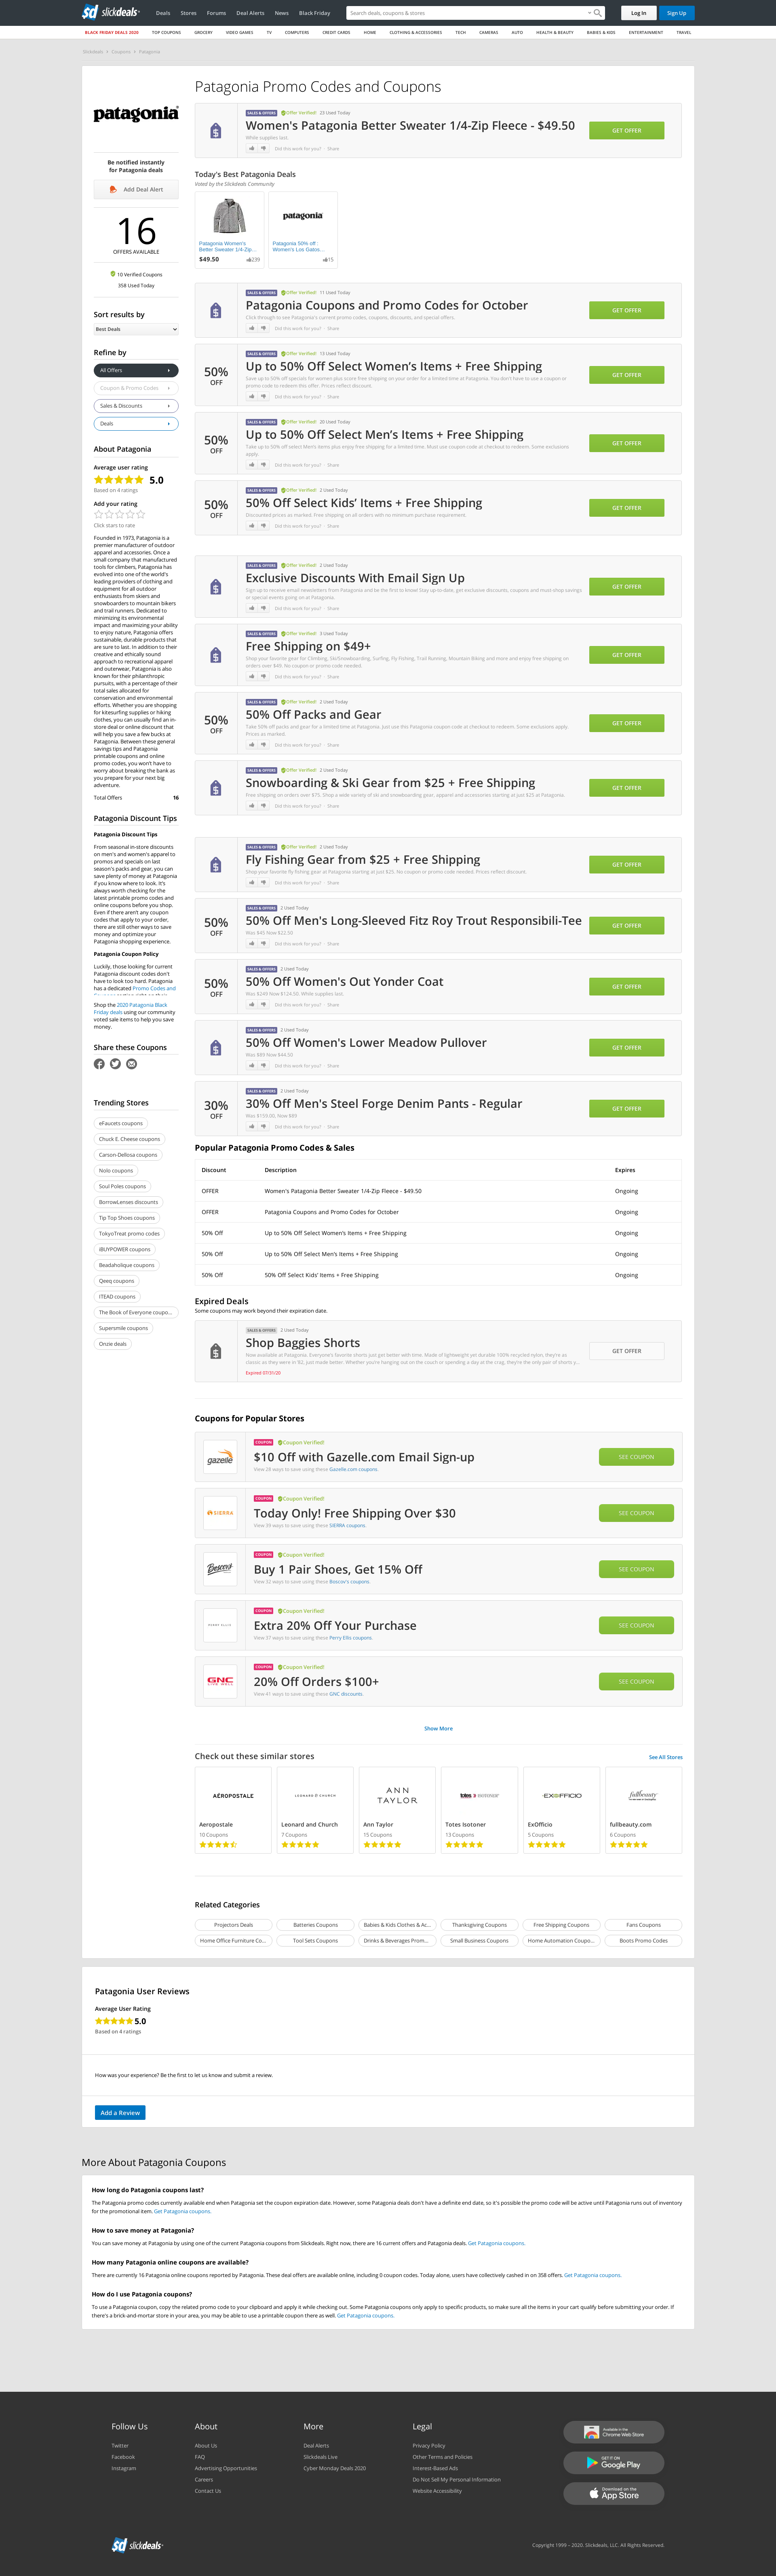 sd slickdeals
Deals Stores Forums Deal Alerts News Black Friday
Search deals, coupons & stores
Log In
Sign Up
BLACK FRIDAY DEALS 2020 TOP COUPONS GROCERY VIDEO GAMES TV COMPUTERS CREDIT CARDS HOME CLOTHING & ACCESSORIES TECH CAMERAS AUTO HEALTH & BEAUTY BABIES & KIDS ENTERTAINMENT TRAVEL
Slickdeals > Coupons > Patagonia
patagonia
Be notified instantly
for Patagonia deals
Add Deal Alert
16
OFFERS AVAILABLE
10 Verified Coupons
358 Used Today
Sort results by
Best Deals
Refine by
All Offers
Coupon & Promo Codes
Sales & Discounts
Deals
About Patagonia
Average user rating
5.0
Based on 4 ratings
Add your rating
Click stars to rate
Founded in 1973, Patagonia is a
premier manufacturer of outdoor
apparel and accessories. Once a
small company that manufactured
tools for climbers, Patagonia has
evolved into one of the world's
leading providers of clothing and
equipment for all outdoor
enthusiasts from skiers and
snowboarders to mountain bikers
and trail runners. Dedicated to
minimizing its environmental
impact and maximizing your ability
to enjoy nature, Patagonia offers
sustainable, durable products that
are sure to last. In addition to their
creative and ethically sound
approach to recreational apparel
and outerwear, Patagonia is also
known for their philanthropic
pursuits, with a percentage of their
total sales allocated for
conservation and environmental
efforts. Whether you are shopping
for kitesurfing supplies or hiking
clothes, you can usually find an in-
store deal or online discount that
will help you save a few bucks at
Patagonia. Between these general
savings tips and Patagonia
printable coupons and online
promo codes, you won't have to
worry about breaking the bank as
you prepare for your next big
adventure.
Total Offers 16
Patagonia Discount Tips
Patagonia Discount Tips
From seasonal in-store discounts
on men's and women's apparel to
promos and specials on last
season's packs and gear, you can
save plenty of money at Patagonia
if you know where to look. It's
always worth checking for the
latest printable promo codes and
online coupons before you shop.
Even if there aren't any coupon
codes that apply to your order,
there are still other ways to save
money and optimize your
Patagonia shopping experience.
Patagonia Coupon Policy
Luckily, those looking for current
Patagonia discount codes don't
have to look too hard. Patagonia
has a dedicated Promo Codes and
Shop the 2020 Patagonia Black
Friday deals using our community
voted sale items to help you save
money.
Share these Coupons
Trending Stores
eFaucets coupons
Chuck E. Cheese coupons
Carson-Dellosa coupons
Nolo coupons
Soul Poles coupons
BorrowLenses discounts
Tip Top Shoes coupons
TokyoTreat promo codes
iBUYPOWER coupons
Beadaholique coupons
Qeeq coupons
ITEAD coupons
The Book of Everyone coupo...
Supersmile coupons
Onzie deals
Patagonia Promo Codes and Coupons
SALES & OFFERS Offer Verified! 23 Used Today
Women's Patagonia Better Sweater 1/4-Zip Fleece - $49.50
While supplies last.
Did this work for you? · Share
GET OFFER
Today's Best Patagonia Deals
Voted by the Slickdeals Community
Patagonia Women's
Better Sweater 1/4-Zip...
$49.50 239
patagonia
Patagonia 50% off :
Women's Los Gatos...
15
SALES & OFFERS Offer Verified! 11 Used Today
Patagonia Coupons and Promo Codes for October
Click through to see Patagonia's current promo codes, coupons, discounts, and special offers.
Did this work for you? · Share
GET OFFER
50%
OFF
SALES & OFFERS Offer Verified! 13 Used Today
Up to 50% Off Select Women's Items + Free Shipping
Save up to 50% off specials for women plus score free shipping on your order for a limited time at Patagonia. You don't have to use a coupon or
promo code to redeem this offer. Prices reflect discount.
Did this work for you? · Share
GET OFFER
50%
OFF
SALES & OFFERS Offer Verified! 20 Used Today
Up to 50% Off Select Men's Items + Free Shipping
Take up to 50% off select Men's items plus enjoy free shipping for a limited time. Must use coupon code at checkout to redeem. Some exclusions
apply.
Did this work for you? · Share
GET OFFER
50%
OFF
SALES & OFFERS Offer Verified! 2 Used Today
50% Off Select Kids' Items + Free Shipping
Discounted prices as marked. Free shipping on all orders with no minimum purchase requirement.
Did this work for you? · Share
GET OFFER
SALES & OFFERS Offer Verified! 2 Used Today
Exclusive Discounts With Email Sign Up
Sign up to receive email newsletters from Patagonia and be the first to know! Stay up to date, get exclusive discounts, coupons and must-shop savings
or special events going on at Patagonia.
Did this work for you? · Share
GET OFFER
SALES & OFFERS Offer Verified! 3 Used Today
Free Shipping on $49+
Shop your favorite gear for Climbing, Ski/Snowboarding, Surfing, Fly Fishing, Trail Running, Mountain Biking and more and enjoy free shipping on
orders over $49. No coupon or promo code needed.
Did this work for you? · Share
GET OFFER
50%
OFF
SALES & OFFERS Offer Verified! 2 Used Today
50% Off Packs and Gear
Take 50% off packs and gear for a limited time at Patagonia. Just use this Patagonia coupon code at checkout to redeem. Some exclusions apply.
Prices as marked.
Did this work for you? · Share
GET OFFER
SALES & OFFERS Offer Verified! 2 Used Today
Snowboarding & Ski Gear from $25 + Free Shipping
Free shipping on orders over $75. Shop a wide variety of ski and snowboarding gear, apparel and accessories starting at just $25 at Patagonia.
Did this work for you? · Share
GET OFFER
SALES & OFFERS Offer Verified! 2 Used Today
Fly Fishing Gear from $25 + Free Shipping
Shop your favorite fly fishing gear at Patagonia starting at just $25. No coupon or promo code needed. Prices reflect discount.
Did this work for you? · Share
GET OFFER
50%
OFF
SALES & OFFERS 2 Used Today
50% Off Men's Long-Sleeved Fitz Roy Trout Responsibili-Tee
Was $45 Now $22.50
Did this work for you? · Share
GET OFFER
50%
OFF
SALES & OFFERS 2 Used Today
50% Off Women's Out Yonder Coat
Was $249 Now $124.50. While supplies last.
Did this work for you? · Share
GET OFFER
SALES & OFFERS 2 Used Today
50% Off Women's Lower Meadow Pullover
Was $89 Now $44.50
Did this work for you? · Share
GET OFFER
30%
OFF
SALES & OFFERS 2 Used Today
30% Off Men's Steel Forge Denim Pants - Regular
Was $159.00, Now $69
Did this work for you? · Share
GET OFFER
Popular Patagonia Promo Codes & Sales
Discount Description Expires
OFFER Women's Patagonia Better Sweater 1/4-Zip Fleece - $49.50 Ongoing
OFFER Patagonia Coupons and Promo Codes for October Ongoing
50% Off Up to 50% Off Select Women's Items + Free Shipping Ongoing
50% Off Up to 50% Off Select Men's Items + Free Shipping Ongoing
50% Off 50% Off Select Kids' Items + Free Shipping Ongoing
Expired Deals
Some coupons may work beyond their expiration date.
SALES & OFFERS 2 Used Today
Shop Baggies Shorts
Now available at Patagonia. Everyone's favorite shorts just get better with time. Made of lightweight yet durable 100% recycled nylon, they're as
classic as they were in '82, just made better. Whether you're hanging out on the couch or spending a day at the crag, they're the only pair of shorts y...
Expired 07/31/20
GET OFFER
Coupons for Popular Stores
gazelle
COUPON Coupon Verified!
$10 Off with Gazelle.com Email Sign-up
View 28 ways to save using these Gazelle.com coupons.
SEE COUPON
SIERRA
COUPON Coupon Verified!
Today Only! Free Shipping Over $30
View 39 ways to save using these SIERRA coupons.
SEE COUPON
Boscov's
COUPON Coupon Verified!
Buy 1 Pair Shoes, Get 15% Off
View 32 ways to save using these Boscov's coupons.
SEE COUPON
PERRY ELLIS
COUPON Coupon Verified!
Extra 20% Off Your Purchase
View 37 ways to save using these Perry Ellis coupons.
SEE COUPON
GNC
LIVE WELL
COUPON Coupon Verified!
20% Off Orders $100+
View 41 ways to save using these GNC discounts.
SEE COUPON
Show More
Check out these similar stores
See All Stores
AÉROPOSTALE
Aeropostale
10 Coupons
LEONARD & CHURCH
Leonard and Church
7 Coupons
ANN
TAYLOR
Ann Taylor
15 Coupons
totes isotoner
Totes Isotoner
13 Coupons
EXOFFICIO
ExOfficio
5 Coupons
fullbeauty
fullbeauty.com
6 Coupons
Related Categories
Projectors Deals Batteries Coupons Babies & Kids Clothes & Ac... Thanksgiving Coupons Free Shipping Coupons Fans Coupons
Home Office Furniture Co... Tool Sets Coupons Drinks & Beverages Prom... Small Business Coupons Home Automation Coupo... Boots Promo Codes
Patagonia User Reviews
Average User Rating
5.0
Based on 4 ratings
How was your experience? Be the first to let us know and submit a review.
Add a Review
More About Patagonia Coupons
How long do Patagonia coupons last?
The Patagonia promo codes currently available end when Patagonia set the coupon expiration date. However, some Patagonia deals don't have a definite end date, so it's possible the promo code will be active until Patagonia runs out of inventory
for the promotional item. Get Patagonia coupons.
How to save money at Patagonia?
You can save money at Patagonia by using one of the current Patagonia coupons from Slickdeals. Right now, there are 16 current offers and Patagonia deals. Get Patagonia coupons.
How many Patagonia online coupons are available?
There are currently 16 Patagonia online coupons reported by Patagonia. These deal offers are available online, including 0 coupon codes. Today alone, users have collectively cashed in on 358 offers. Get Patagonia coupons.
How do I use Patagonia coupons?
To use a Patagonia coupon, copy the related promo code to your clipboard and apply it while checking out. Some Patagonia coupons only apply to specific products, so make sure all the items in your cart qualify before submitting your order. If
there's a brick-and-mortar store in your area, you may be able to use a printable coupon there as well. Get Patagonia coupons.
Follow Us
Twitter
Facebook
Instagram
About
About Us
FAQ
Advertising Opportunities
Careers
Contact Us
More
Deal Alerts
Slickdeals Live
Cyber Monday Deals 2020
Legal
Privacy Policy
Other Terms and Policies
Interest-Based Ads
Do Not Sell My Personal Information
Website Accessibility
Available in the
Chrome Web Store
GET IT ON
Google Play
Download on the
App Store
sd slickdeals
Copyright 1999 - 2020. Slickdeals, LLC. All Rights Reserved.